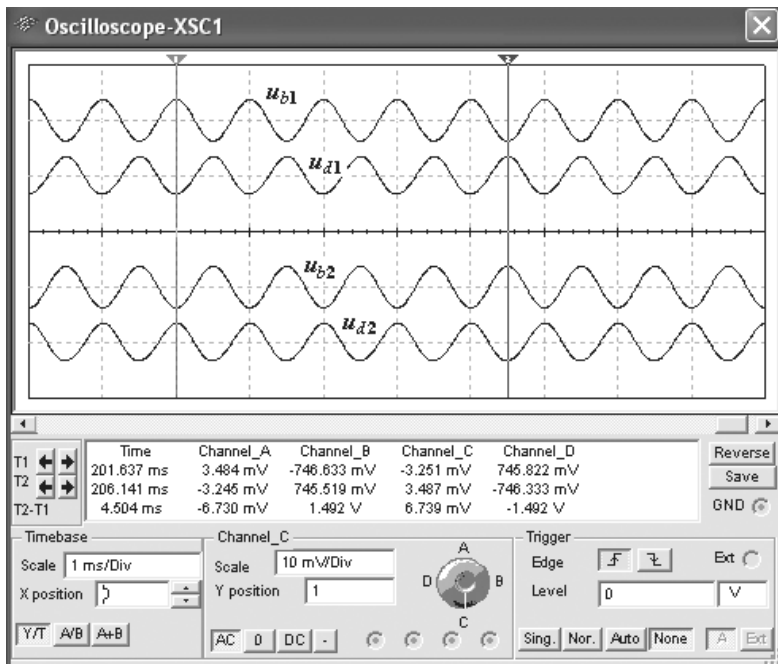 Oscilloscope-XSC1
1
2
u_b1
u_d1
u_b2
u_d2
T1
T2
T2-T1
Time Channel_A Channel_B Channel_C Channel_D
201.637 ms 3.484 mV -746.633 mV -3.251 mV 745.822 mV
206.141 ms -3.245 mV 745.519 mV 3.487 mV -746.333 mV
4.504 ms -6.730 mV 1.492 V 6.739 mV -1.492 V
Reverse
Save
GND
Timebase
Scale 1 ms/Div
X position
Y/T A/B A+B
Channel_C
Scale 10 mV/Div
Y position 1
AC 0 DC -
A
D B
C
Trigger
Edge Ext
Level 0 V
Sing. Nor. Auto None A Ext